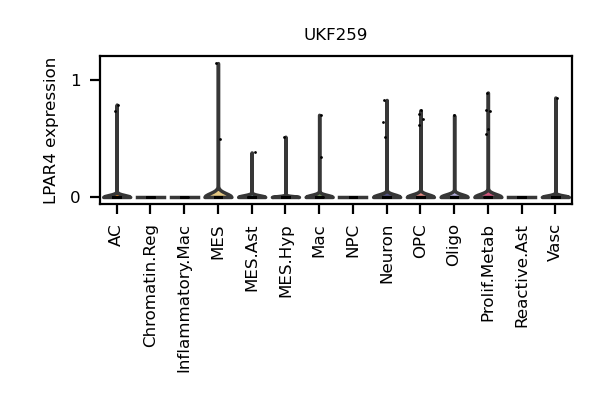 UKF259
LPAR4 expression
1
0
AC
Chromatin.Reg
Inflammatory.Mac
MES
MES.Ast
MES.Hyp
Mac
NPC
Neuron
OPC
Oligo
Prolif.Metab
Reactive.Ast
Vasc